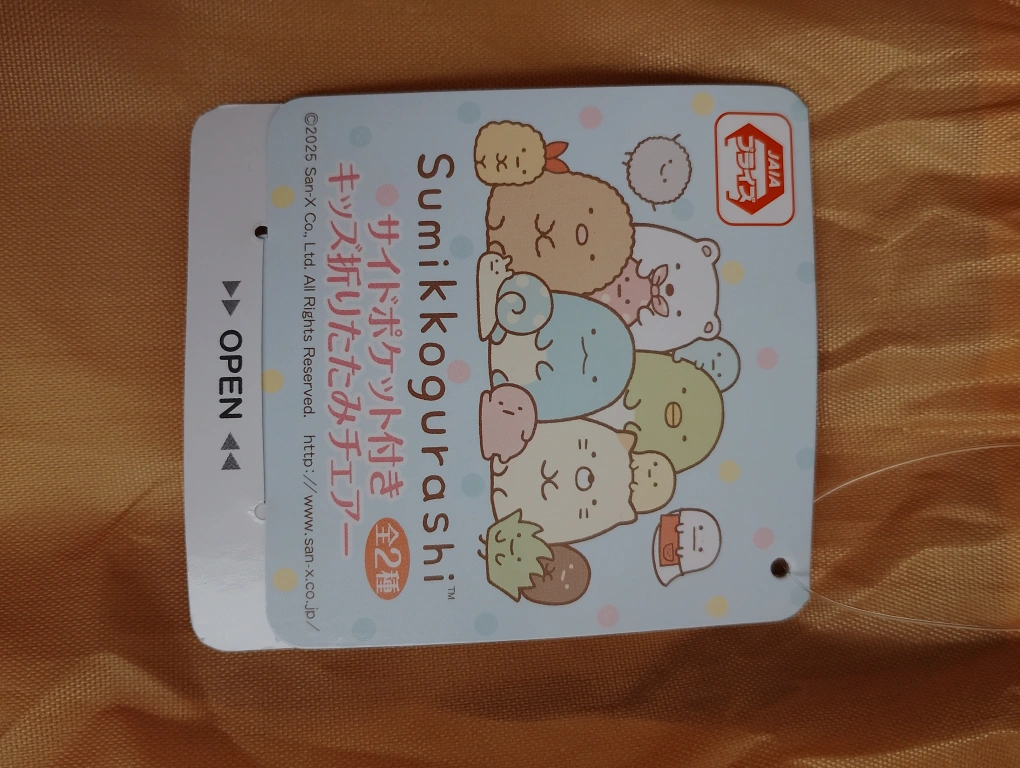 JAIA
プライズ
Sumikkogurashi™
サイドポケット付き
キッズ折りたたみチェアー
全2種
©2025 San-X Co., Ltd. All Rights Reserved. http://www.san-x.co.jp/
OPEN